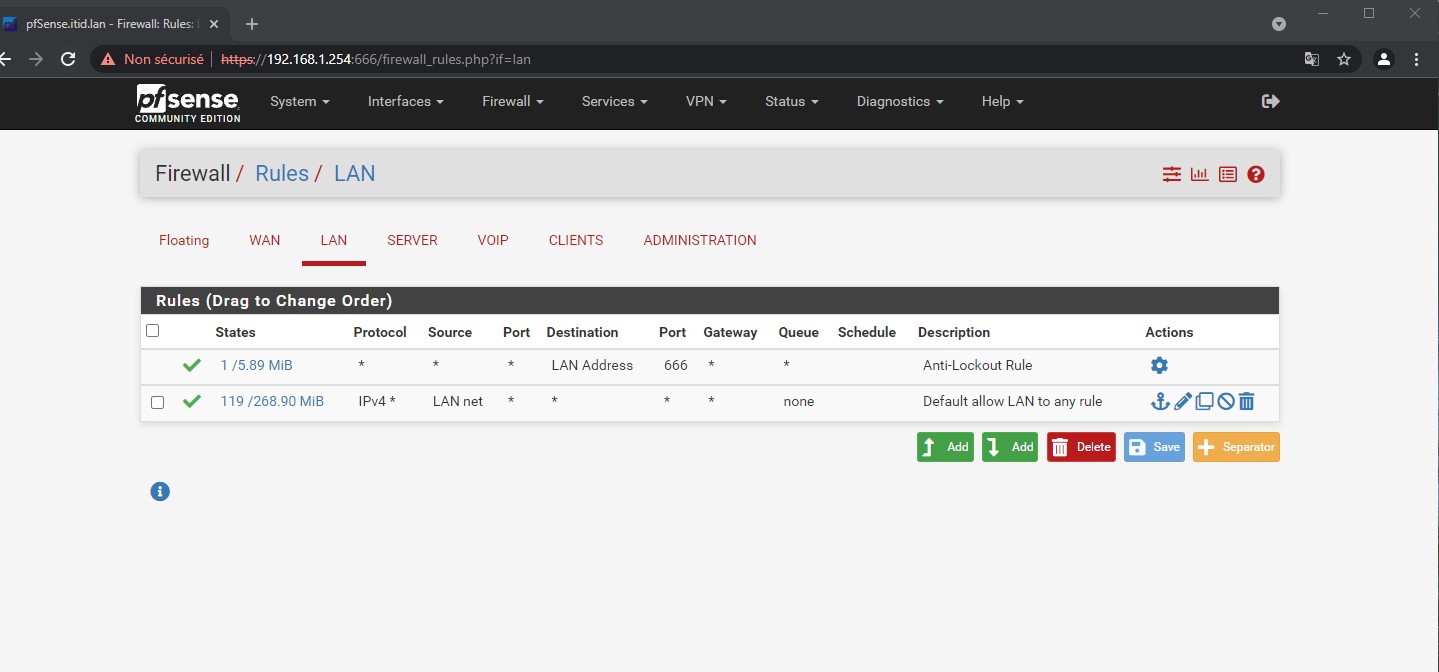 pfSense.itid.lan - Firewall: Rules:
Non sécurisé https://192.168.1.254:666/firewall_rules.php?if=lan
pfsense
COMMUNITY EDITION
System Interfaces Firewall Services VPN Status Diagnostics Help
Firewall / Rules / LAN
Floating WAN LAN SERVER VOIP CLIENTS ADMINISTRATION
Rules (Drag to Change Order)
States Protocol Source Port Destination Port Gateway Queue Schedule Description Actions
1 /5.89 MiB * * * LAN Address 666 * * Anti-Lockout Rule
119 /268.90 MiB IPv4 * LAN net * * * * none Default allow LAN to any rule
Add Add Delete Save Separator